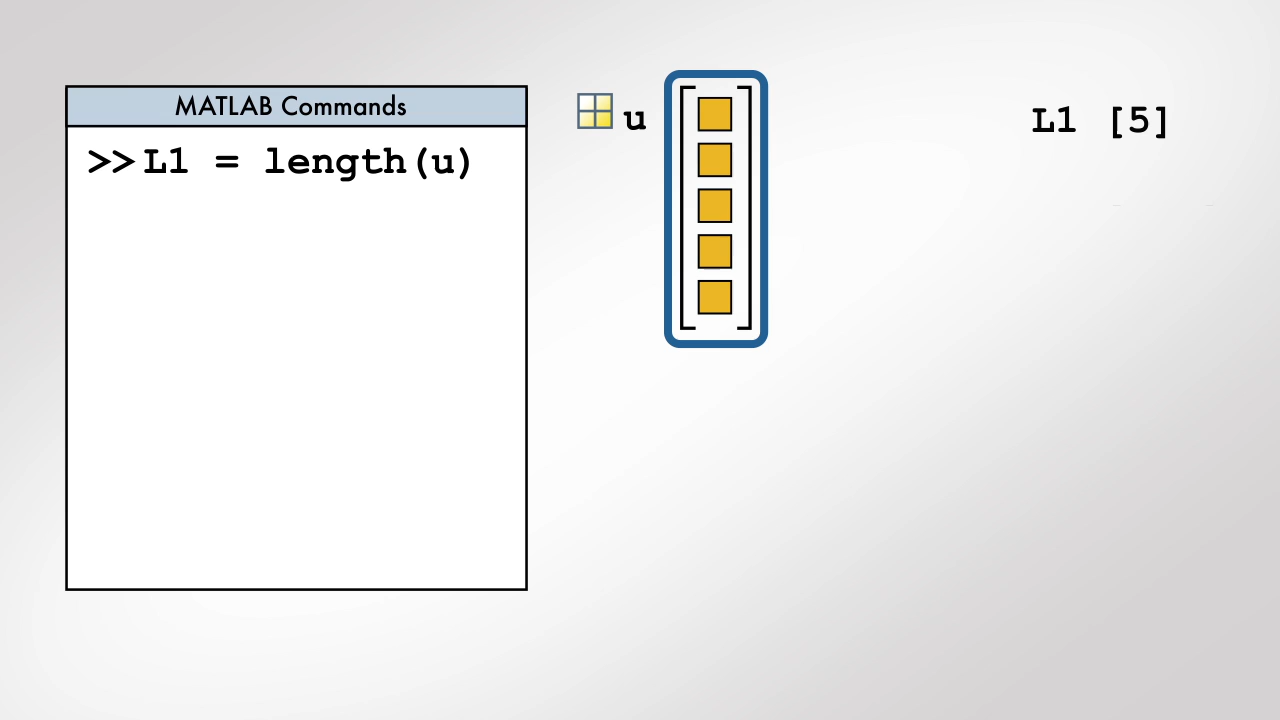 MATLAB Commands
>>L1 = length(u)
u
L1 [5]